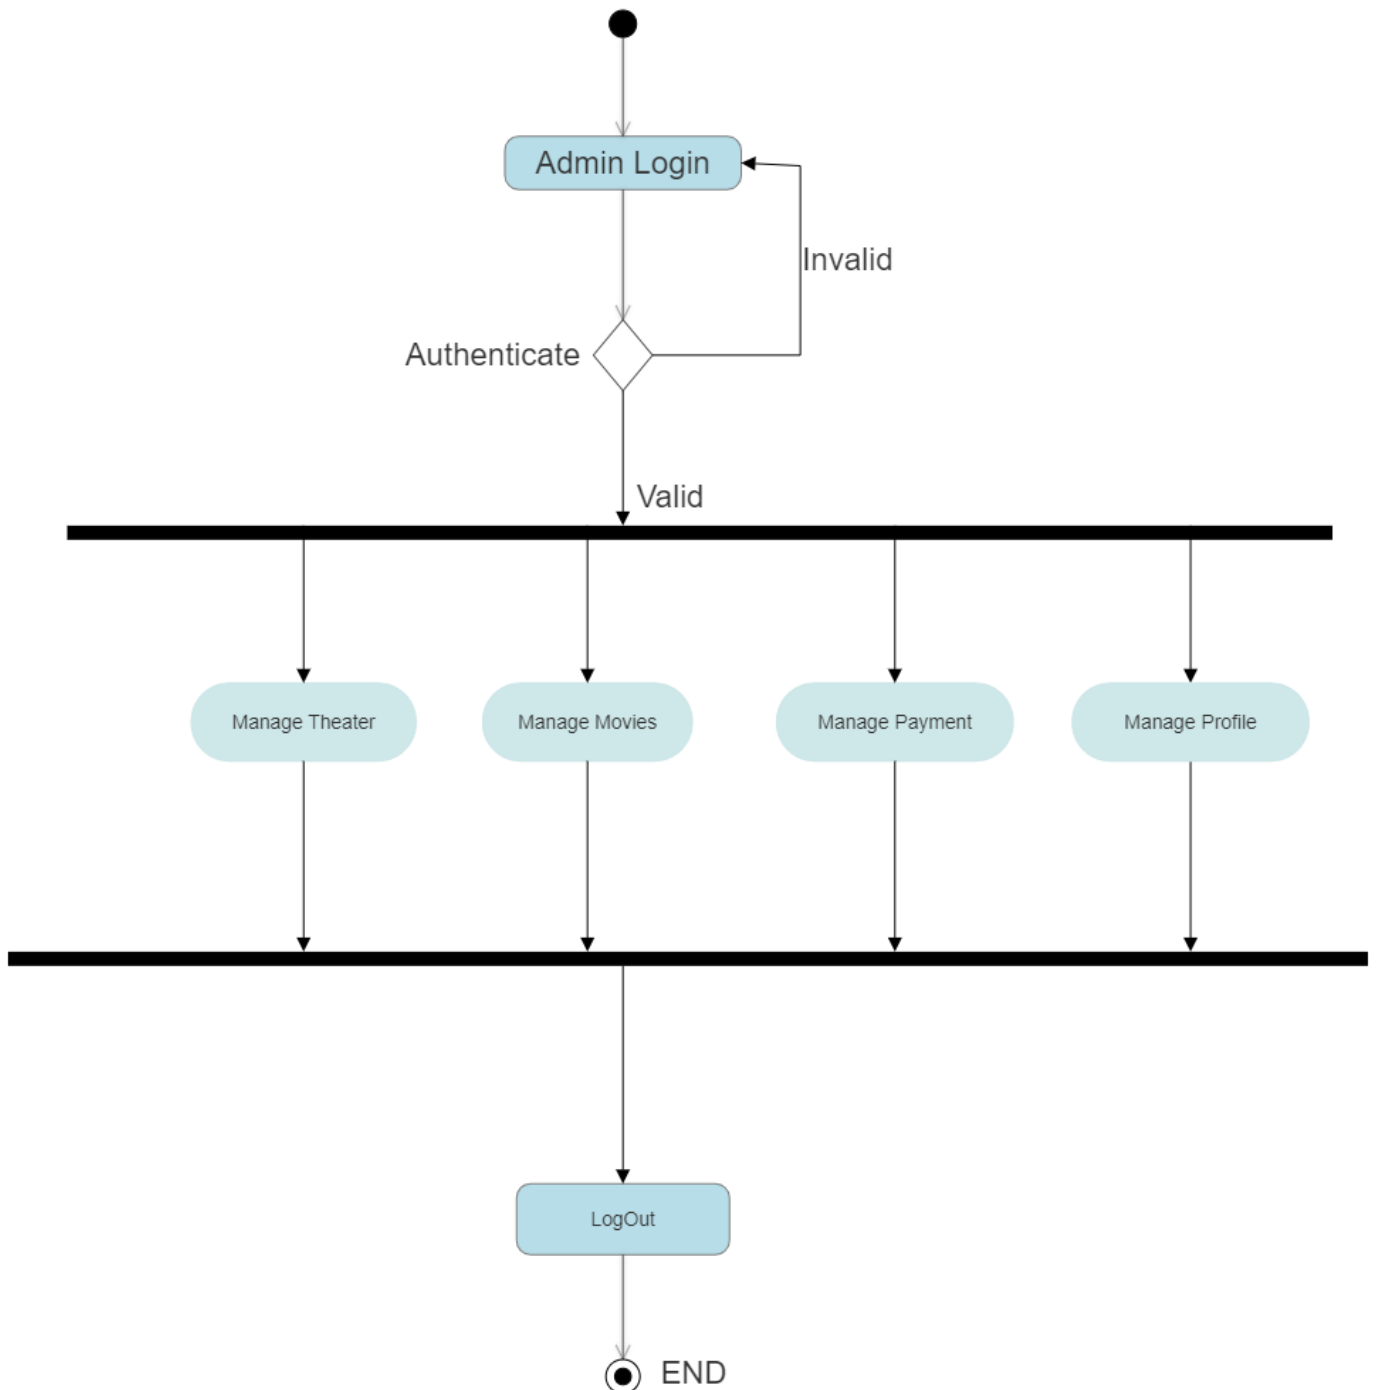 Admin Login
Invalid
Authenticate
Valid
Manage Theater
Manage Movies
Manage Payment
Manage Profile
LogOut
END